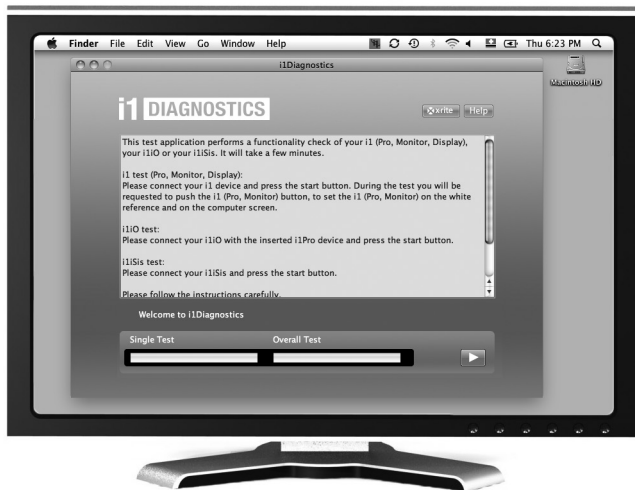 Finder File Edit View Go Window Help Thu 6:23 PM
i1Diagnostics
Macintosh HD
i1 DIAGNOSTICS
xrite Help
This test application performs a functionality check of your i1 (Pro, Monitor, Display),
your i1iO or your i1iSis. It will take a few minutes.
i1 test (Pro, Monitor, Display):
Please connect your i1 device and press the start button. During the test you will be
requested to push the i1 (Pro, Monitor) button, to set the i1 (Pro, Monitor) on the white
reference and on the computer screen.
i1iO test:
Please connect your i1iO with the inserted i1Pro device and press the start button.
i1iSis test:
Please connect your i1iSis and press the start button.
Please follow the instructions carefully.
Welcome to i1Diagnostics
Single Test Overall Test